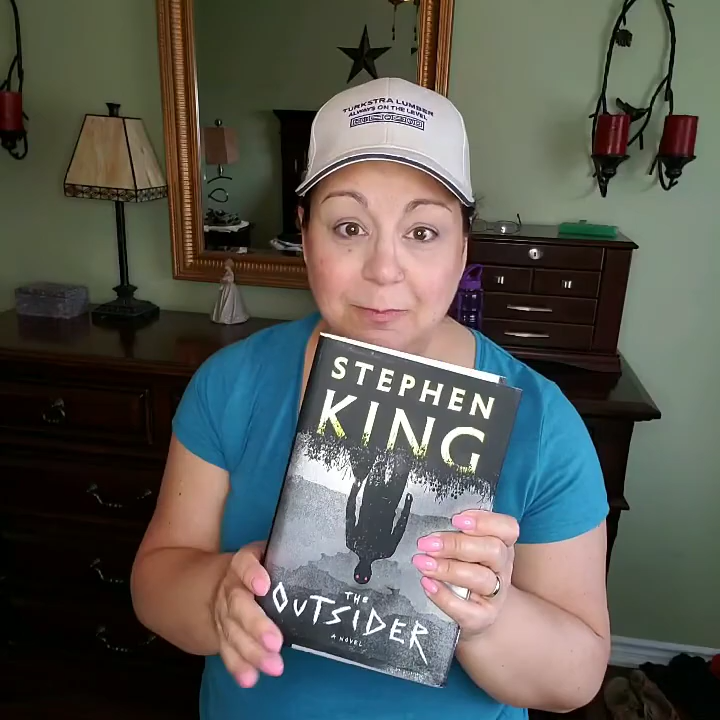 TURKSTRA LUMBER
ALWAYS ON THE LEVEL
STEPHEN
KING
THE
OUTSIDER
A NOVEL